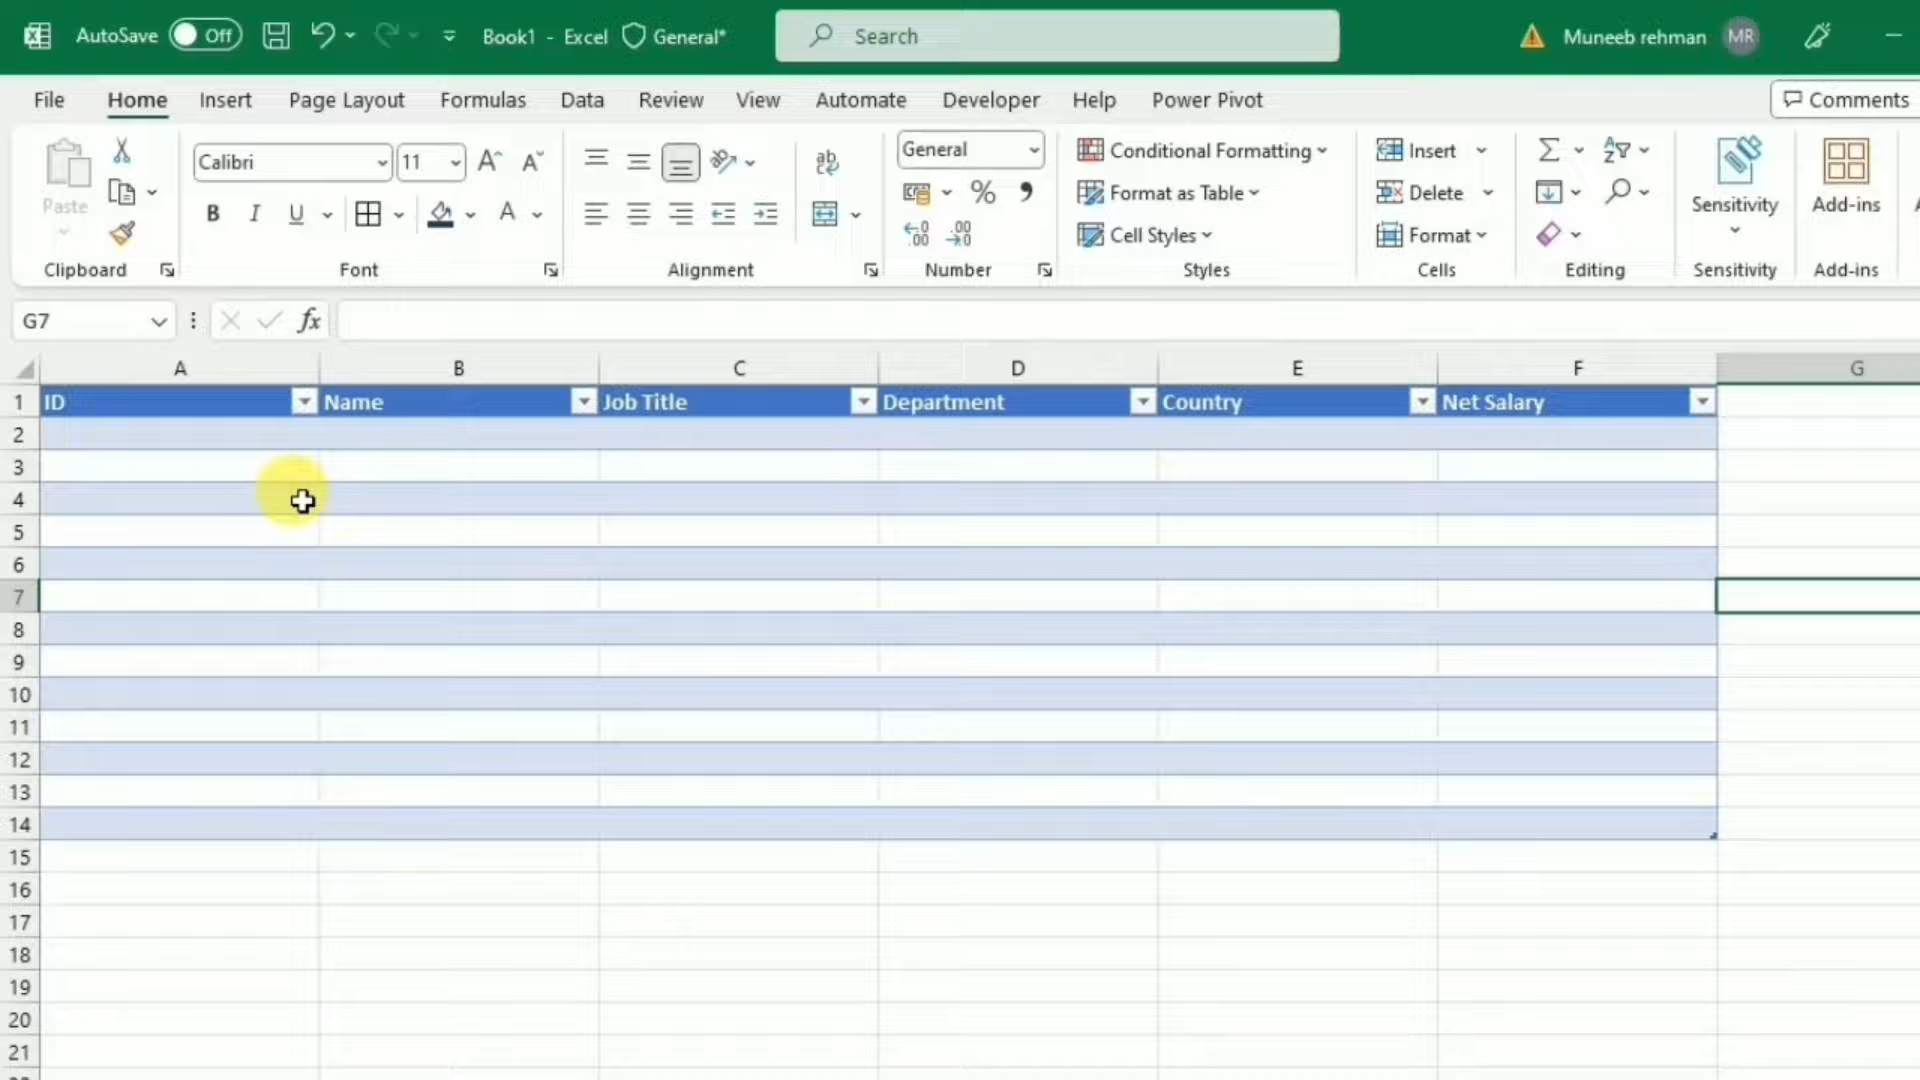 AutoSave Off Book1 - Excel General* Search Muneeb rehman MR
File Home Insert Page Layout Formulas Data Review View Automate Developer Help Power Pivot Comments
Paste
Clipboard
Calibri 11
B I U A
Font
ab
Alignment
General
% 9
.00
Number
Conditional Formatting
Format as Table
Cell Styles
Styles
Insert
Delete
Format
Cells
Editing
Sensitivity
Sensitivity
Add-ins
Add-ins
G7 fx
A B C D E F G
1 ID Name Job Title Department Country Net Salary
2
3
4
5
6
7
8
9
10
11
12
13
14
15
16
17
18
19
20
21